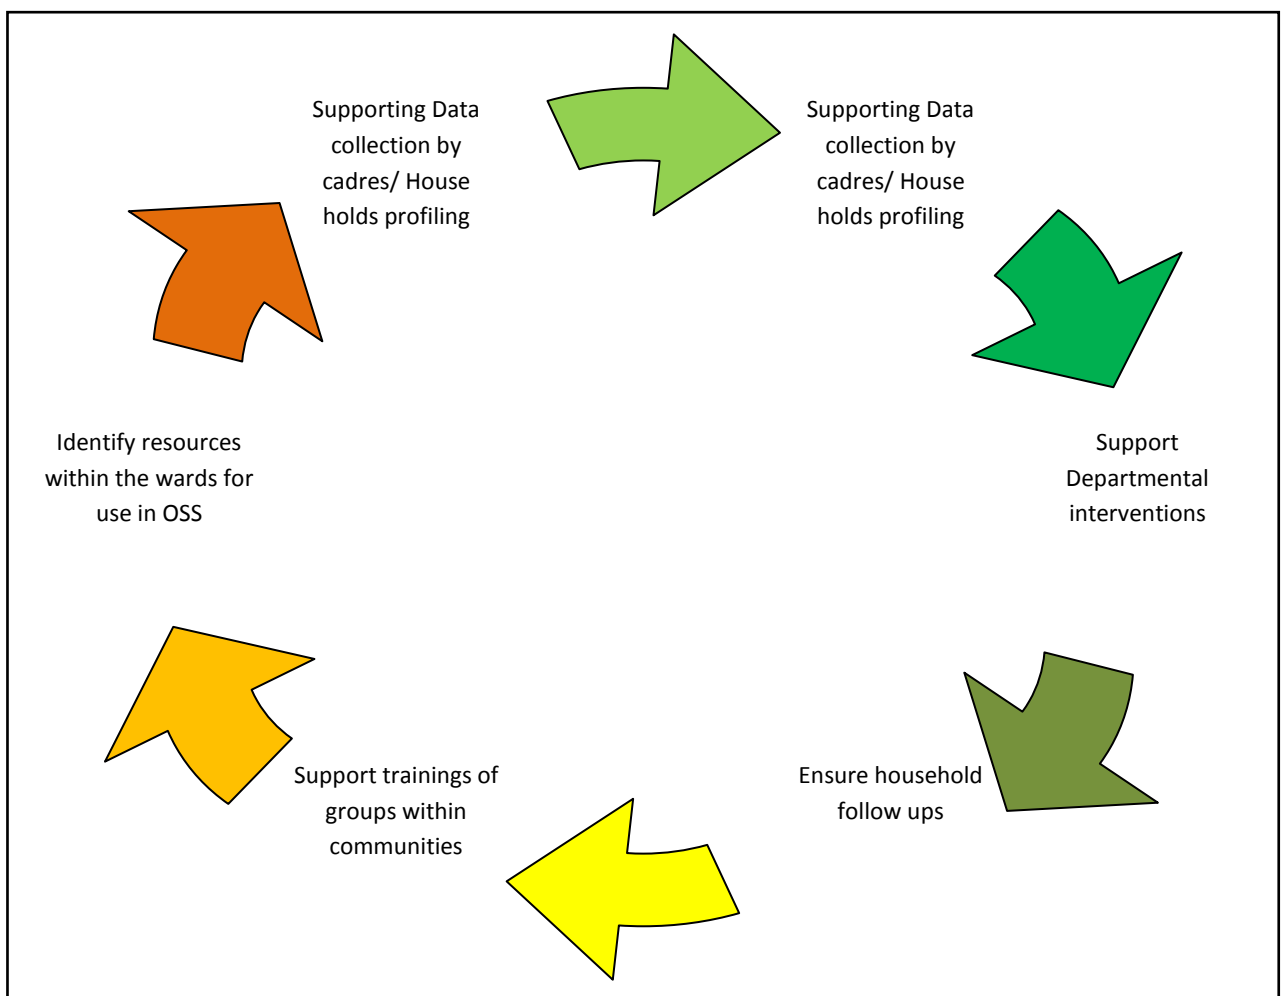 Supporting Data
collection by
cadres/ House
holds profiling
Supporting Data
collection by
cadres/ House
holds profiling
Support
Departmental
interventions
Ensure household
follow ups
Support trainings of
groups within
communities
Identify resources
within the wards for
use in OSS